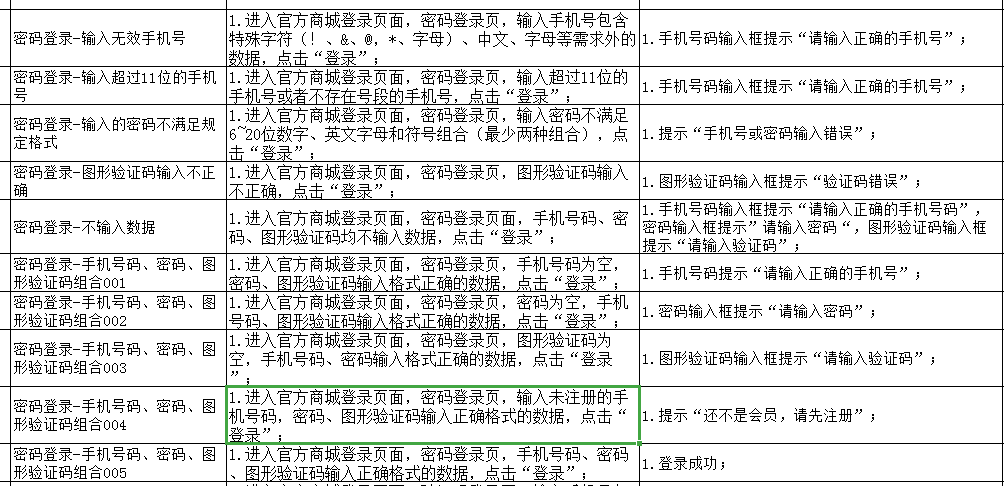 密码登录-输入无效手机号
1.进入官方商城登录页面，密码登录页，输入手机号包含
特殊字符（！、&、@，*、字母）、中文、字母等需求外的
数据，点击“登录”；
1.手机号码输入框提示“请输入正确的手机号”；
密码登录-输入超过11位的手机
号
1.进入官方商城登录页面，密码登录页，输入超过11位的
手机号或者不存在号段的手机号，点击“登录”；
1.手机号码输入框提示“请输入正确的手机号”；
密码登录-输入的密码不满足规
定格式
1.进入官方商城登录页面，密码登录页，输入密码不满足
6~20位数字、英文字母和符号组合（最少两种组合），点
击“登录”；
1.提示“手机号或密码输入错误”；
密码登录-图形验证码输入不正
确
1.进入官方商城登录页面，密码登录页，图形验证码输入
不正确，点击“登录”；
1.图形验证码输入框提示“验证码错误”；
密码登录-不输入数据
1.进入官方商城登录页面，密码登录页面，手机号码、密
码、图形验证码均不输入数据，点击“登录”；
1.手机号码输入框提示“请输入正确的手机号码”，
密码输入框提示”请输入密码“，图形验证码输入框
提示“请输入验证码”；
密码登录-手机号码、密码、图
形验证码组合001
1.进入官方商城登录页面，密码登录页，手机号码为空，
密码、图形验证码输入格式正确的数据，点击“登录”；
1.手机号码提示“请输入正确的手机号”；
密码登录-手机号码、密码、图
形验证码组合002
1.进入官方商城登录页面，密码登录页，密码为空，手机
号码、图形验证码输入格式正确的数据，点击“登录”；
1.密码输入框提示“请输入密码”；
密码登录-手机号码、密码、图
形验证码组合003
1.进入官方商城登录页面，密码登录页，图形验证码为
空，手机号码、密码输入格式正确的数据，点击“登录
”；
1.图形验证码输入框提示“请输入验证码”；
密码登录-手机号码、密码、图
形验证码组合004
1.进入官方商城登录页面，密码登录页，输入未注册的手
机号码，密码、图形验证码输入正确格式的数据，点击“
登录”；
1.提示“还不是会员，请先注册”；
密码登录-手机号码、密码、图
形验证码组合005
1.进入官方商城登录页面，密码登录页，手机号码、密码
、图形验证码输入正确格式的数据，点击“登录”；
1.登录成功；